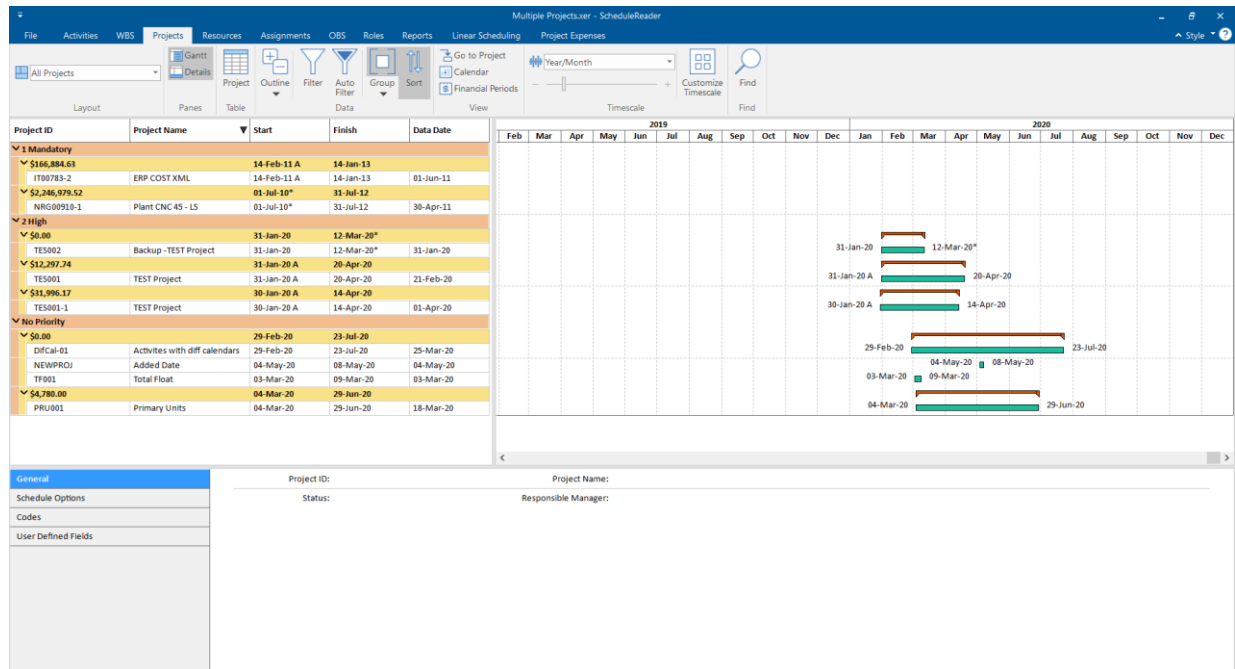 Multiple Projects.xer - ScheduleReader
File Activities WBS Projects Resources Assignments OBS Roles Reports Linear Scheduling Project Expenses Style
All Projects
Gantt
Details
Project
Outline
Filter
Auto Filter
Group
Sort
Go to Project
Calendar
Financial Periods
Year/Month
Customize Timescale
Find
Layout Panes Table Data View Timescale Find
Project ID Project Name Start Finish Data Date
2019 2020
Feb Mar Apr May Jun Jul Aug Sep Oct Nov Dec Jan Feb Mar Apr May Jun Jul Aug Sep Oct Nov Dec
1 Mandatory
$166,884.63 14-Feb-11 A 14-Jan-13
IT00783-2 ERP COST XML 14-Feb-11 A 14-Jan-13 01-Jun-11
$2,246,979.52 01-Jul-10* 31-Jul-12
NRG00910-1 Plant CNC 45 - LS 01-Jul-10* 31-Jul-12 30-Apr-11
2 High
$0.00 31-Jan-20 12-Mar-20*
TES002 Backup -TEST Project 31-Jan-20 12-Mar-20* 31-Jan-20 31-Jan-20 12-Mar-20*
$12,297.74 31-Jan-20 A 20-Apr-20
TES001 TEST Project 31-Jan-20 A 20-Apr-20 21-Feb-20 31-Jan-20 A 20-Apr-20
$31,996.17 30-Jan-20 A 14-Apr-20
TES001-1 TEST Project 30-Jan-20 A 14-Apr-20 01-Apr-20 30-Jan-20 A 14-Apr-20
No Priority
$0.00 29-Feb-20 23-Jul-20
DifCal-01 Activites with diff calendars 29-Feb-20 23-Jul-20 25-Mar-20 29-Feb-20 23-Jul-20
NEWPROJ Added Date 04-May-20 08-May-20 04-May-20 04-May-20 08-May-20
TF001 Total Float 03-Mar-20 09-Mar-20 03-Mar-20 03-Mar-20 09-Mar-20
$4,780.00 04-Mar-20 29-Jun-20
PRU001 Primary Units 04-Mar-20 29-Jun-20 18-Mar-20 04-Mar-20 29-Jun-20
General
Schedule Options
Codes
User Defined Fields
Project ID: Project Name:
Status: Responsible Manager: